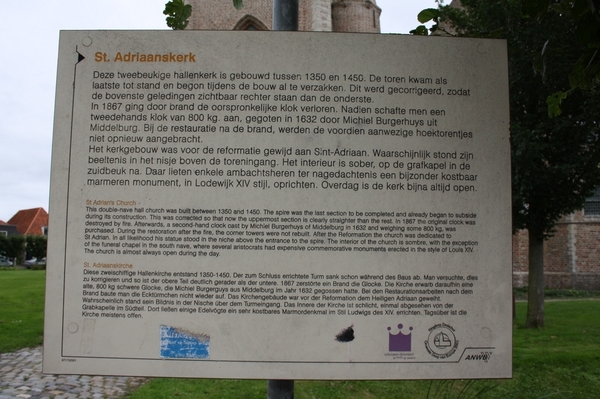 St. Adriaanskerk
Deze tweebeukige hallenkerk is gebouwd tussen 1350 en 1450. De toren kwam als
laatste tot stand en begon tijdens de bouw al te verzakken. Dit werd gecorrigeerd, zodat
de bovenste geledingen zichtbaar rechter staan dan de onderste.
In 1867 ging door brand de oorspronkelijke klok verloren. Nadien schafte men een
tweedehands klok van 800 kg. aan, gegoten in 1632 door Michiel Burgerhuys uit
Middelburg. Bij de restauratie na de brand, werden de voordien aanwezige hoektorentjes
niet opnieuw aangebracht.
Het kerkgebouw was voor de reformatie gewijd aan Sint-Adriaan. Waarschijnlijk stond zijn
beeltenis in het nisje boven de toreningang. Het interieur is sober, op de grafkapel in de
zuidbeuk na. Daar lieten enkele ambachtsheren ter nagedachtenis een bijzonder kostbaar
marmeren monument, in Lodewijk XIV stijl, oprichten. Overdag is de kerk bijna altijd open.
St Adrien's Church
This double-nave hall church was built between 1350 and 1450. The spire was the last section to be completed and already began to subside
during its construction. This was corrected so that now the uppermost section is clearly straighter than the rest. In 1867 the original clock was
destroyed by fire. Afterwards, a second-hand clock cast by Michiel Burgerhuys of Middelburg in 1632 and weighing some 800 kg, was
purchased. During the restoration after the fire, the corner towers were not rebuilt. After the Reformation the church was dedicated to
St Adrian. In all likelihood his statue stood in the niche above the entrance to the spire. The interior of the church is sombre, with the exception
of the funeral chapel in the south nave, where several aristocrats had expensive commemorative monuments erected in the style of Louis XIV.
The church is almost always open during the day.
St. Adriaankirche
Diese zweischiffige Hallenkirche entstand 1350-1450. Der zum Schluss errichtete Turm sank schon während des Baus ab. Man versuchte, dies
zu korrigieren und so ist der obere Teil deutlich gerader als der untere. 1867 zerstörte ein Brand die Glocke. Die Kirche erwarb daraufhin eine
alte, 800 kg schwere Glocke, die Michiel Burgerguys aus Middelburg im Jahr 1632 gegossen hatte. Bei den Restaurationsarbeiten nach dem
Brand baute man die Ecktürmchen nicht wieder auf. Das Kirchengebäude war vor der Reformation dem Heiligen Adriaan geweiht.
Wahrscheinlich stand sein Bildnis in der Nische über dem Turmeingang. Das Innere der Kirche ist schlicht, einmal abgesehen von der
Grabkapelle im Südteil. Dort ließen einige Edelvögte ein sehr kostbares Marmordenkmal im Stil Ludwigs des XIV. errichten. Tagsüber ist die
Kirche meistens offen.
ANWB